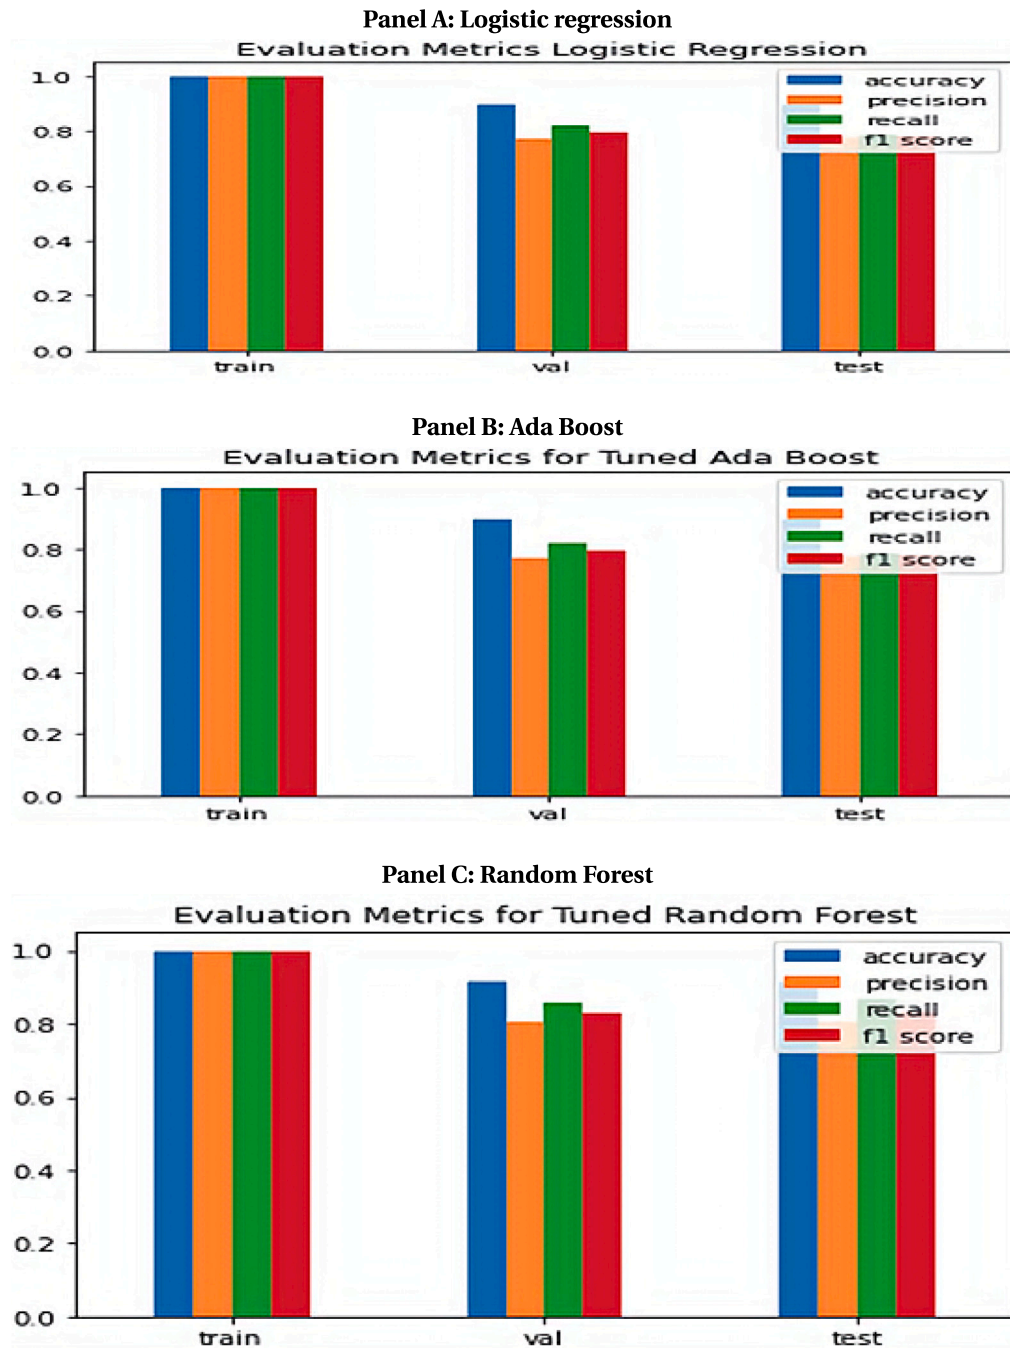 Panel A: Logistic regression
Evaluation Metrics Logistic Regression
1.0
0.8
0.6
0.4
0.2
0.0
accuracy
precision
recall
f1 score
train val test
Panel B: Ada Boost
Evaluation Metrics for Tuned Ada Boost
1.0
0.8
0.6
0.4
0.2
0.0
accuracy
precision
recall
f1 score
train val test
Panel C: Random Forest
Evaluation Metrics for Tuned Random Forest
1.0
0.8
0.6
0.4
0.2
0.0
accuracy
precision
recall
f1 score
train val test